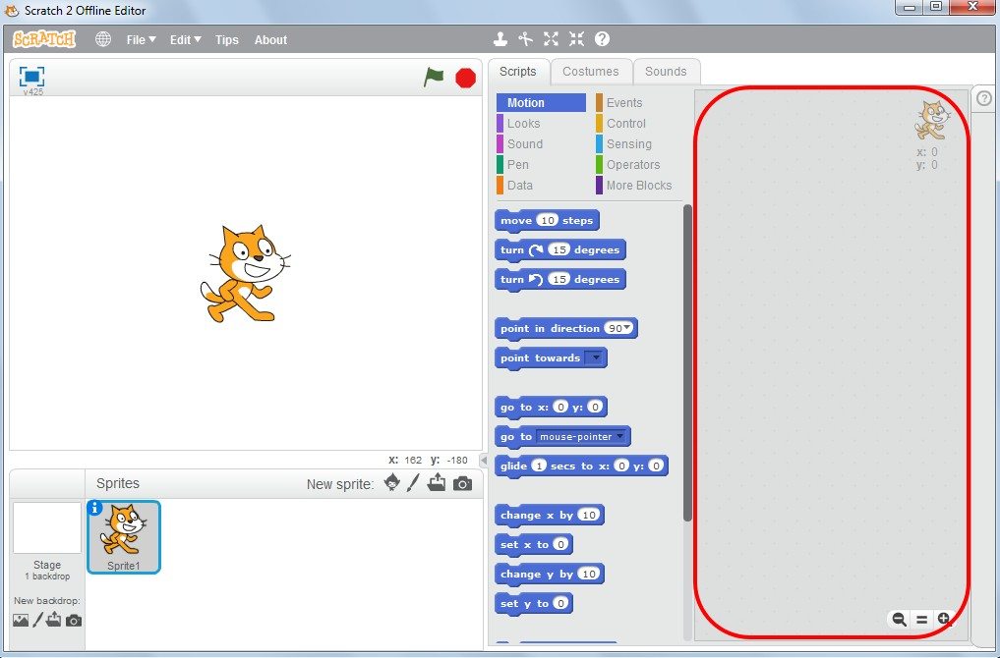 Scratch 2 Offline Editor
SCRATCH File Edit Tips About
v425
Scripts Costumes Sounds
Motion Events
Looks Control
Sound Sensing
Pen Operators
Data More Blocks
x: 0
y: 0
move 10 steps
turn 15 degrees
turn 15 degrees
point in direction 90
point towards
go to x: 0 y: 0
go to mouse-pointer
glide 1 secs to x: 0 y: 0
change x by 10
set x to 0
change y by 10
set y to 0
x: 162 y: -180
Sprites New sprite:
Sprite1
Stage
1 backdrop
New backdrop: